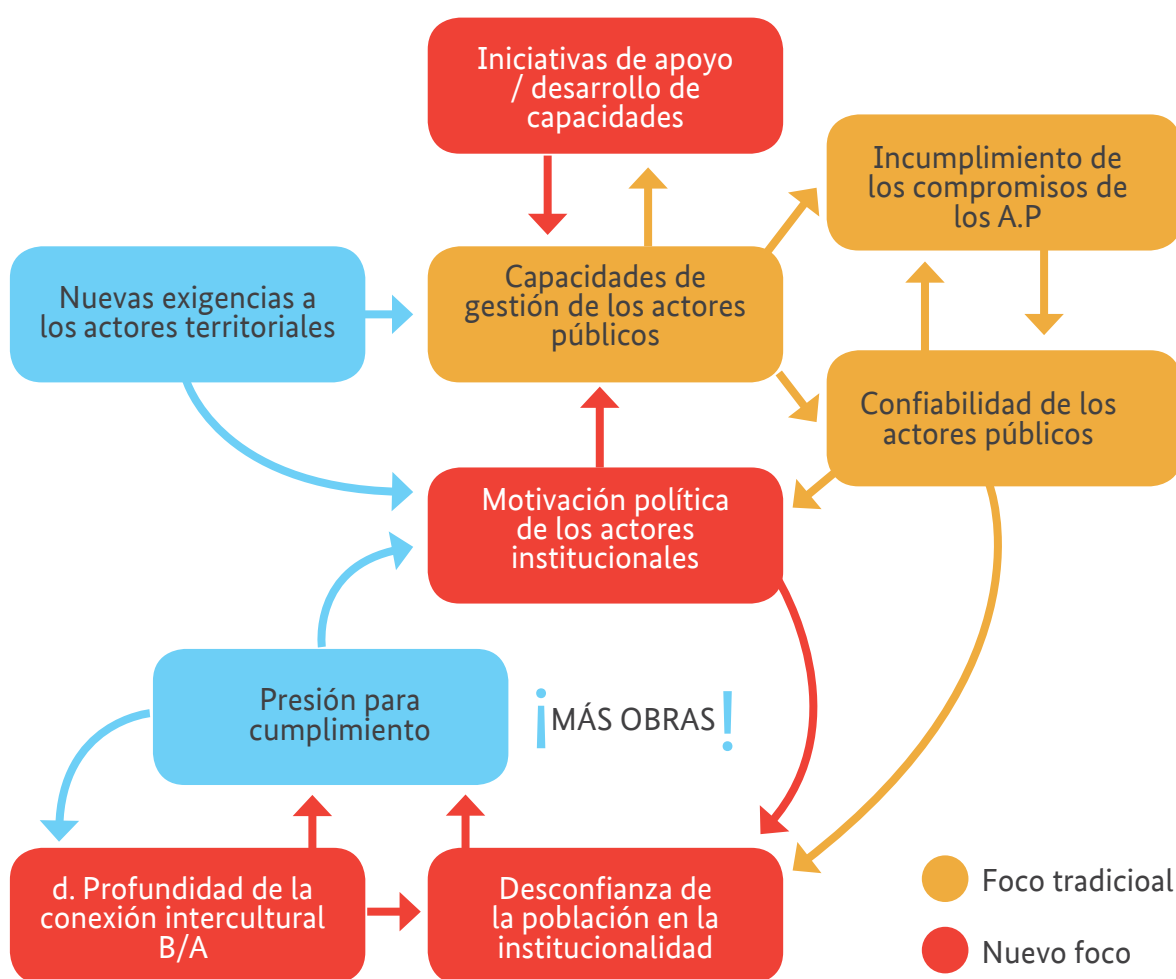 Iniciativas de apoyo
/ desarrollo de
capacidades
Incumplimiento de
los compromisos de
los A.P
Nuevas exigencias a
los actores territoriales
Capacidades de
gestión de los actores
públicos
Confiabilidad de los
actores públicos
Motivación política
de los actores
institucionales
Presión para
cumplimiento
¡MÁS OBRAS!
d. Profundidad de la
conexión intercultural
B/A
Desconfianza de
la población en la
institucionalidad
Foco tradicioal
Nuevo foco